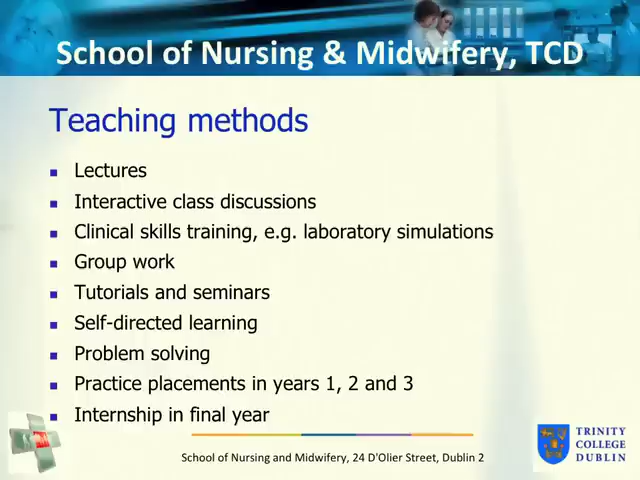 School of Nursing & Midwifery, TCD
Teaching methods
Lectures
Interactive class discussions
Clinical skills training, e.g. laboratory simulations
Group work
Tutorials and seminars
Self-directed learning
Problem solving
Practice placements in years 1, 2 and 3
Internship in final year
School of Nursing and Midwifery, 24 D'Olier Street, Dublin 2
TRINITY
COLLEGE
DUBLIN